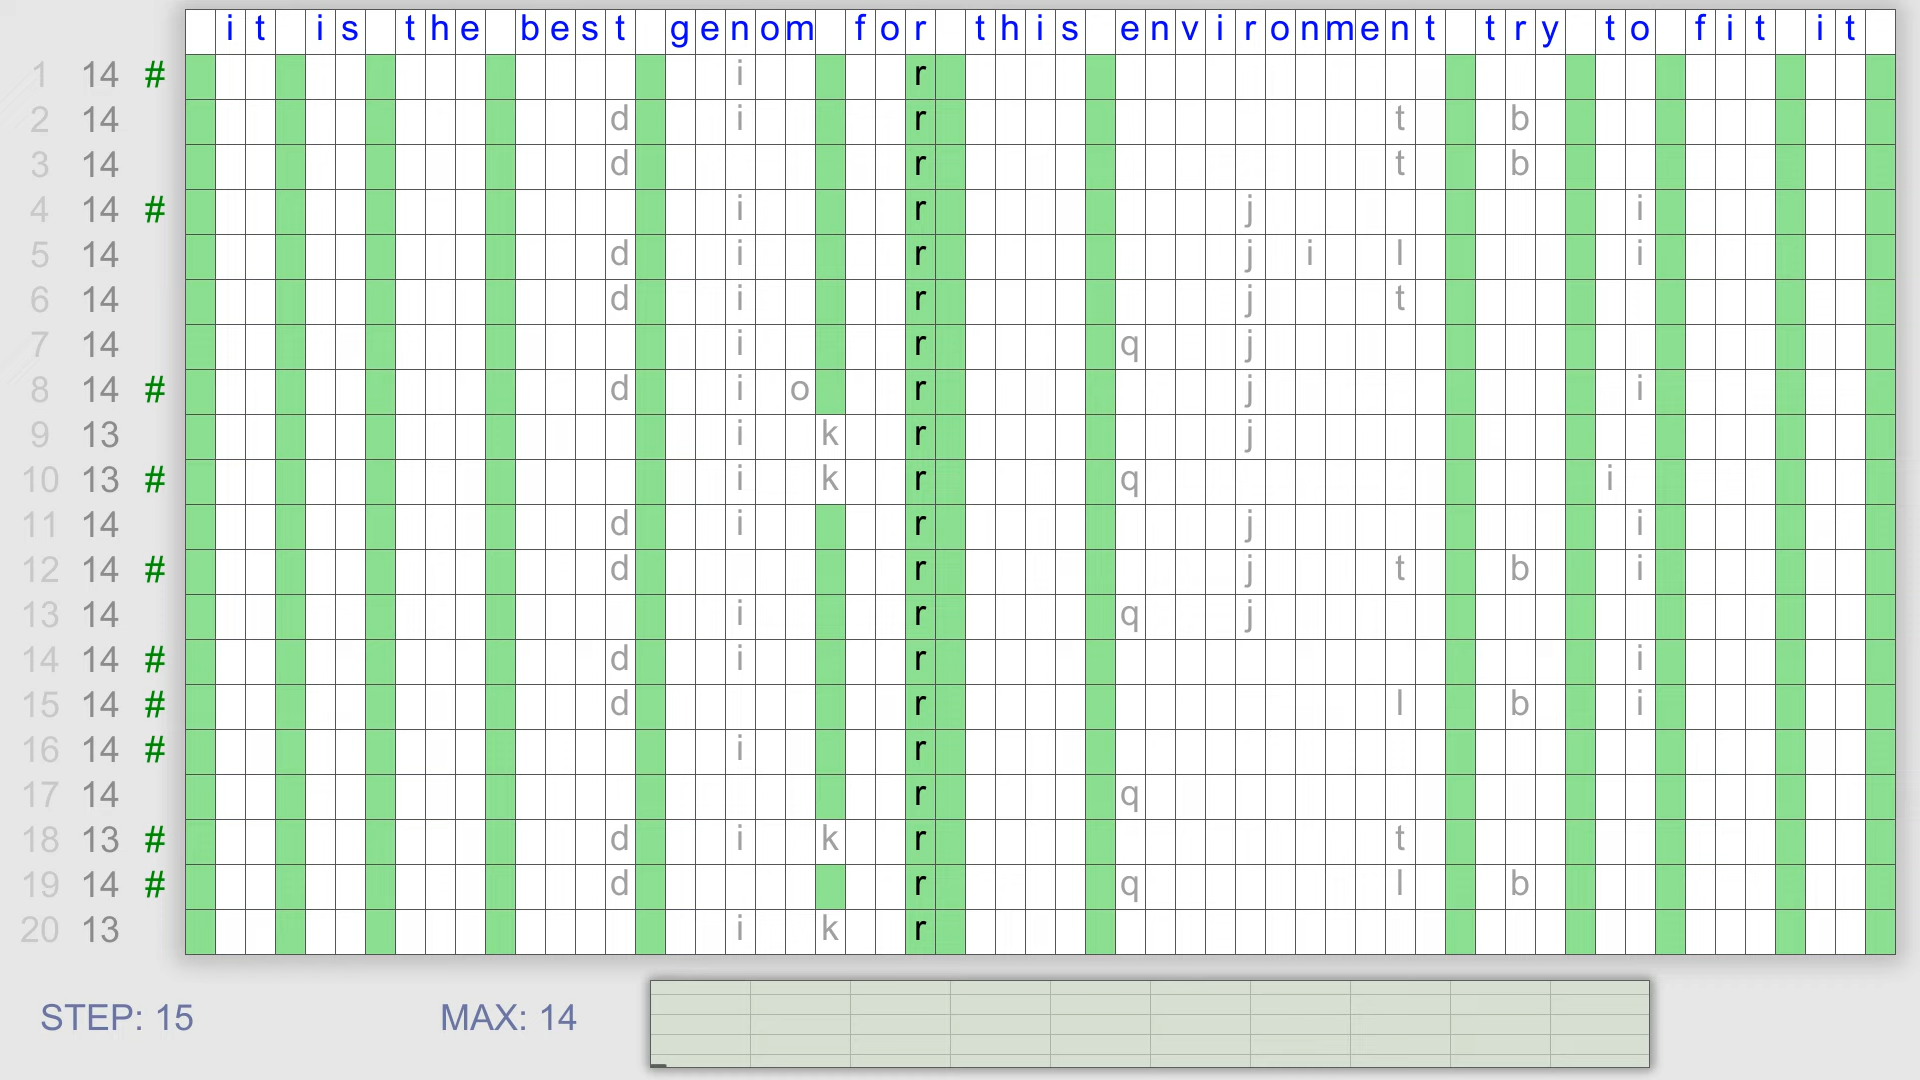 it is the best genom for this environment try to fit it
1 14 # i r
2 14 d i r t b
3 14 d r t b
4 14 # i r j i
5 14 d i r j i l i
6 14 d i r j t
7 14 i r q j
8 14 # d i o r j i
9 13 i k r j
10 13 # i k r q i
11 14 d i r j i
12 14 # d r j t b i
13 14 i r q j
14 14 # d i r i
15 14 # d r l b i
16 14 # i r
17 14 r q
18 13 # d i k r t
19 14 # d r q l b
20 13 i k r
STEP: 15 MAX: 14